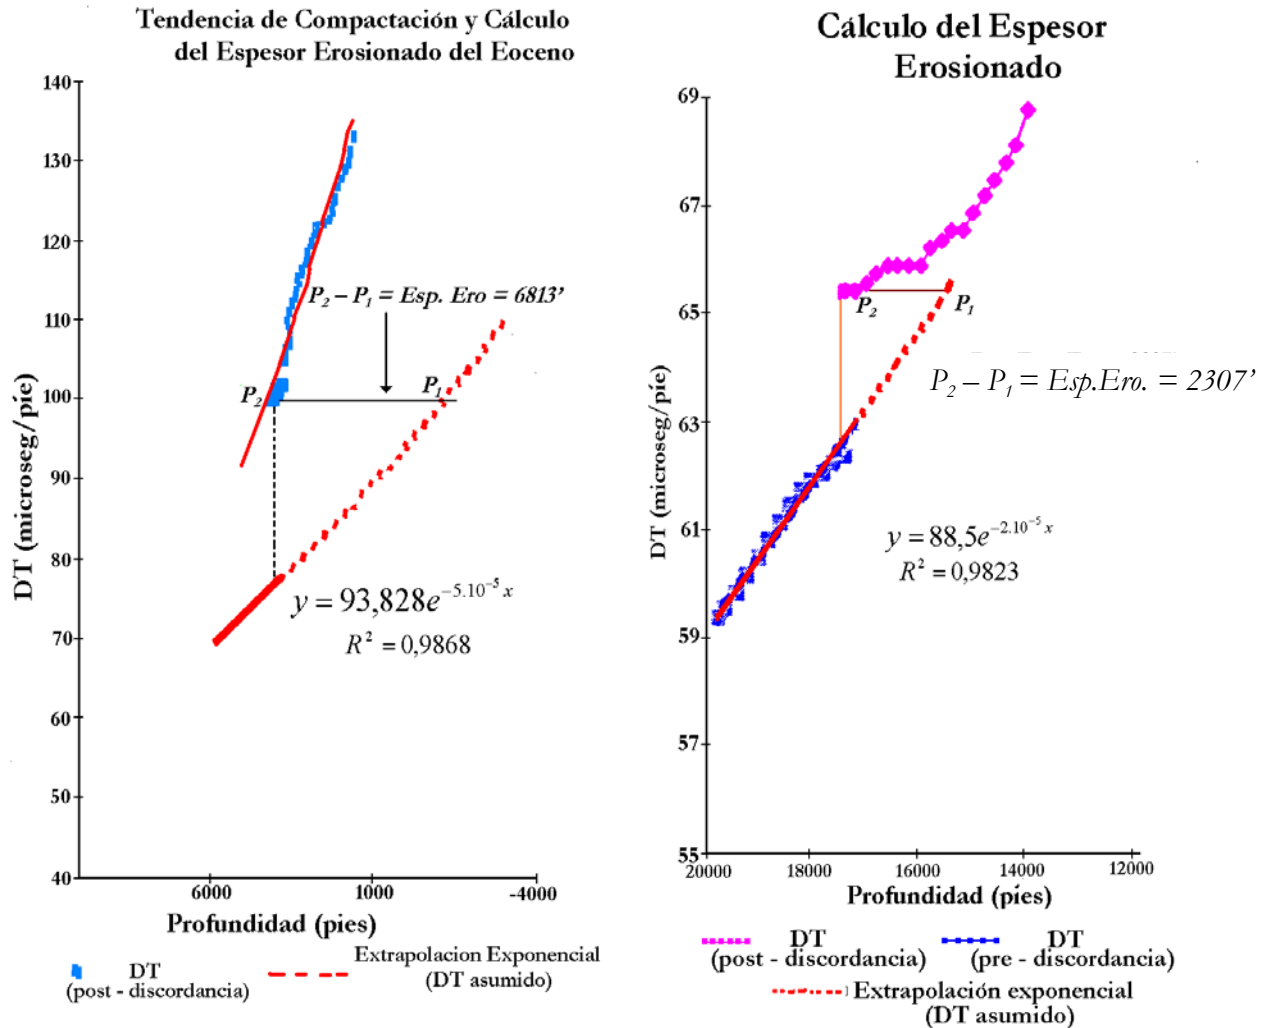 Tendencia de Compactación y Cálculo
del Espesor Erosionado del Eoceno
140
130
120
110
100
90
80
70
60
50
40
DT (microseg/píe)
P₂ – P₁ = Esp. Ero = 6813’
P₂
P₁
y = 93,828e^{–5.10^{–5} x}
R² = 0,9868
6000
1000
-4000
Profundidad (pies)
DT
(post - discordancia)
Extrapolacion Exponencial
(DT asumido)
Cálculo del Espesor
Erosionado
69
67
65
63
61
59
57
55
DT (microseg/pie)
P₂
P₁
P₂ – P₁ = Esp.Ero. = 2307’
y = 88,5e^{–2.10^{–5} x}
R² = 0,9823
20000
18000
16000
14000
12000
Profundidad (píes)
DT
(post - discordancia)
DT
(pre - discordancia)
Extrapolación exponencial
(DT asumido)